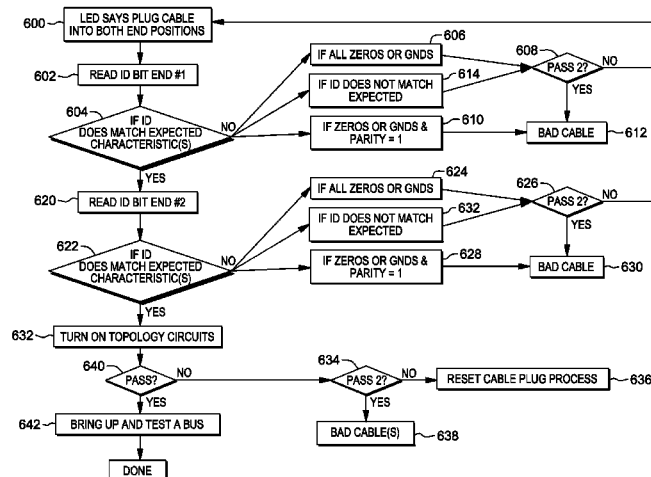 600
LED SAYS PLUG CABLE
INTO BOTH END POSITIONS
602
READ ID BIT END #1
604
IF ID
DOES MATCH EXPECTED
CHARACTERISTIC(S)
NO
YES
IF ALL ZEROS OR GNDS
606
IF ID DOES NOT MATCH
EXPECTED
614
IF ZEROS OR GNDS &
PARITY = 1
610
608
PASS 2?
NO
YES
BAD CABLE
612
620
READ ID BIT END #2
622
IF ID
DOES MATCH EXPECTED
CHARACTERISTIC(S)
NO
YES
IF ALL ZEROS OR GNDS
624
IF ID DOES NOT MATCH
EXPECTED
632
IF ZEROS OR GNDS &
PARITY = 1
628
626
PASS 2?
NO
YES
BAD CABLE
630
632
TURN ON TOPOLOGY CIRCUITS
640
PASS?
NO
YES
634
PASS 2?
NO
YES
RESET CABLE PLUG PROCESS
636
BAD CABLE(S)
638
642
BRING UP AND TEST A BUS
DONE